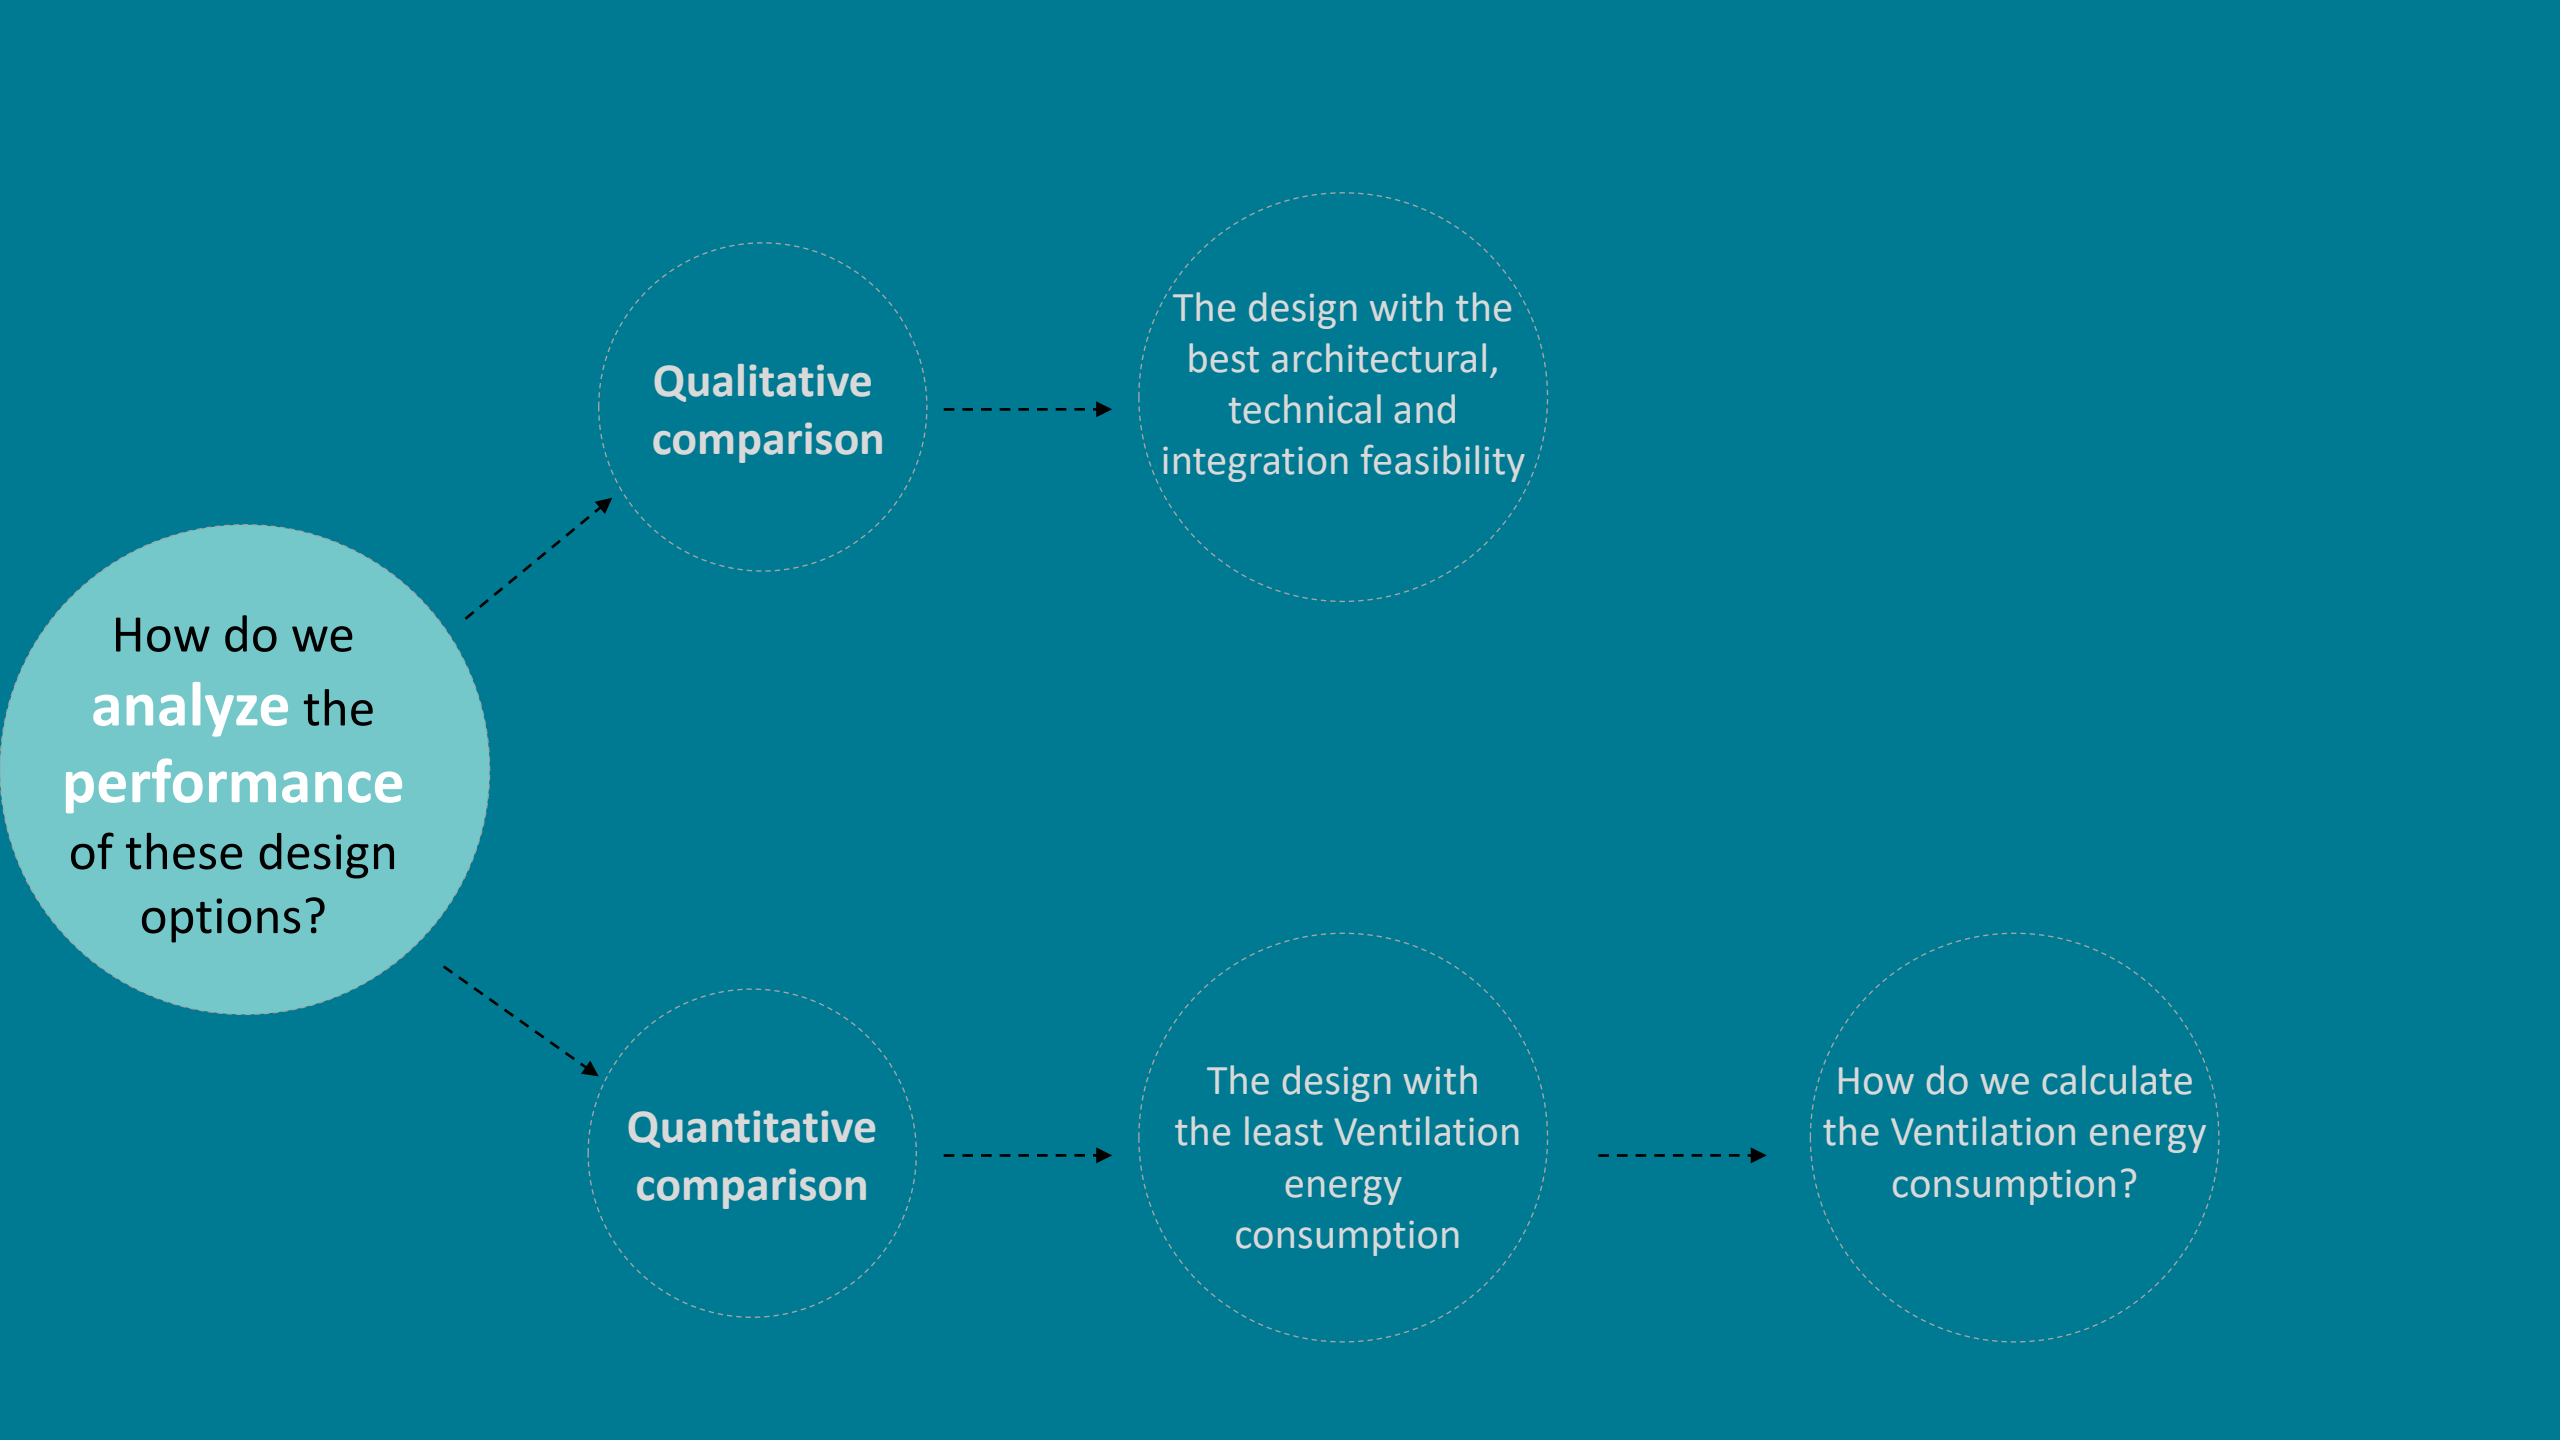 How do we
analyze the
performance
of these design
options?
Qualitative
comparison
The design with the
best architectural,
technical and
integration feasibility
Quantitative
comparison
The design with
the least Ventilation
energy
consumption
How do we calculate
the Ventilation energy
consumption?